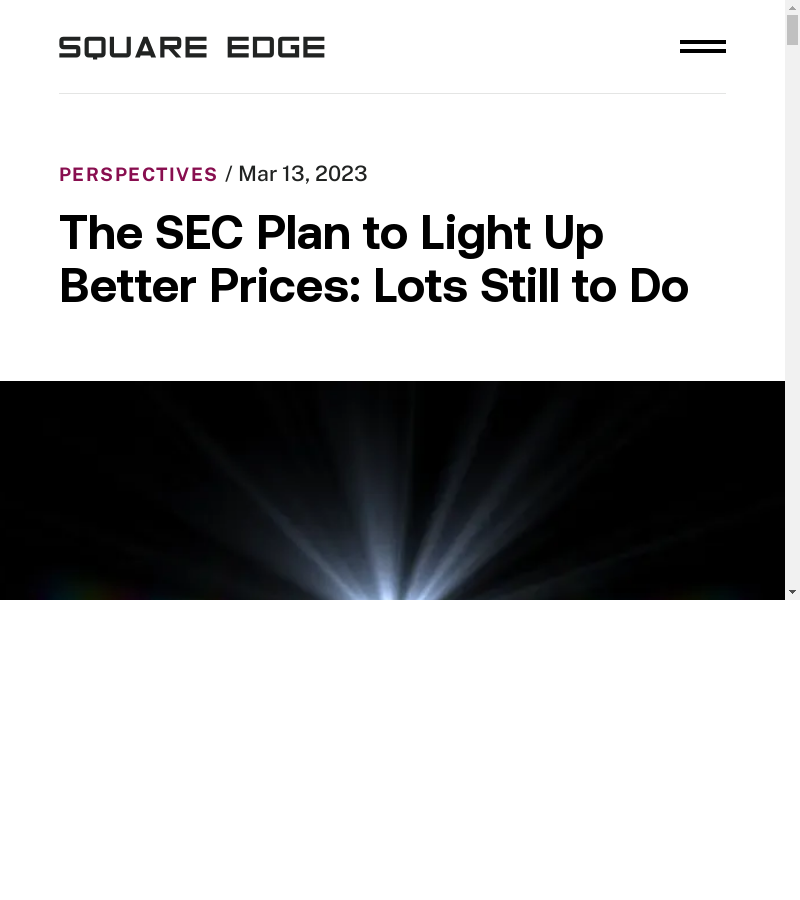 SQUARE EDGE
PERSPECTIVES / Mar 13, 2023
The SEC Plan to Light Up
Better Prices: Lots Still to Do